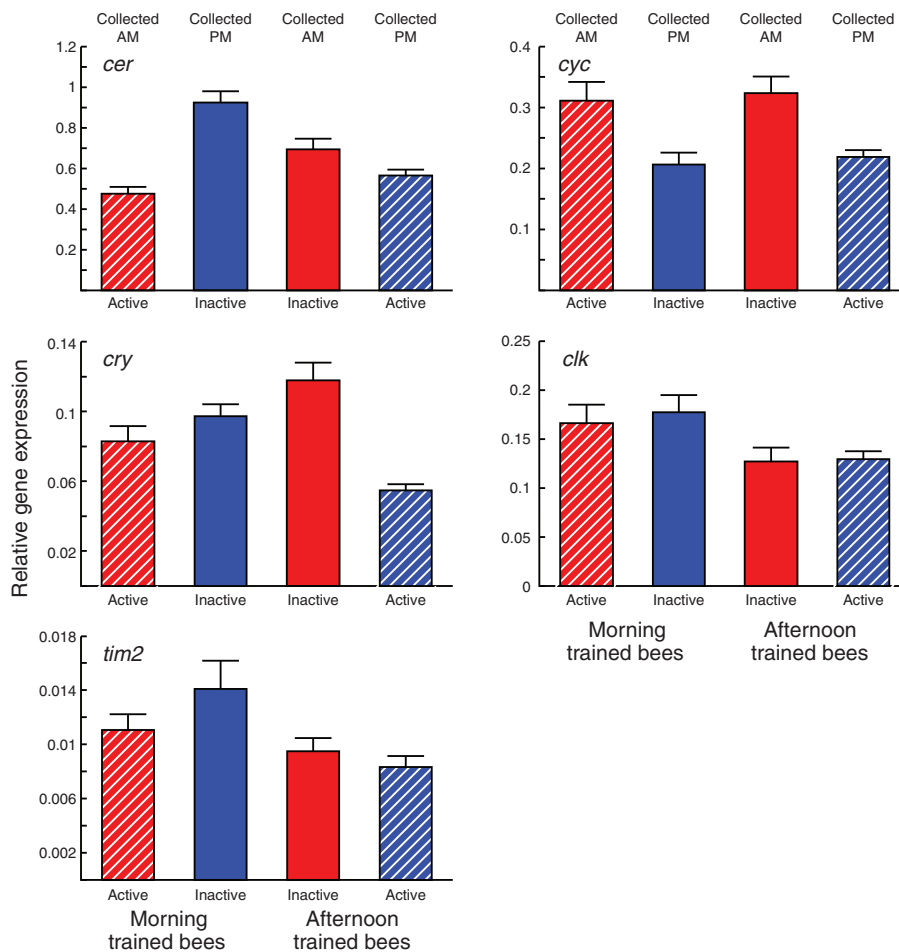 Collected AM
Collected PM
Collected AM
Collected PM
cer
1.2
1
0.8
0.6
0.4
0.2
Active
Inactive
Inactive
Active
Collected AM
Collected PM
Collected AM
Collected PM
cyc
0.4
0.3
0.2
0.1
Active
Inactive
Inactive
Active
Relative gene expression
cry
0.14
0.1
0.06
0.02
Active
Inactive
Inactive
Active
clk
0.25
0.2
0.15
0.1
0.05
0
Active
Inactive
Inactive
Active
Morning
trained bees
Afternoon
trained bees
tim2
0.018
0.014
0.01
0.006
0.002
Active
Inactive
Inactive
Active
Morning
trained bees
Afternoon
trained bees